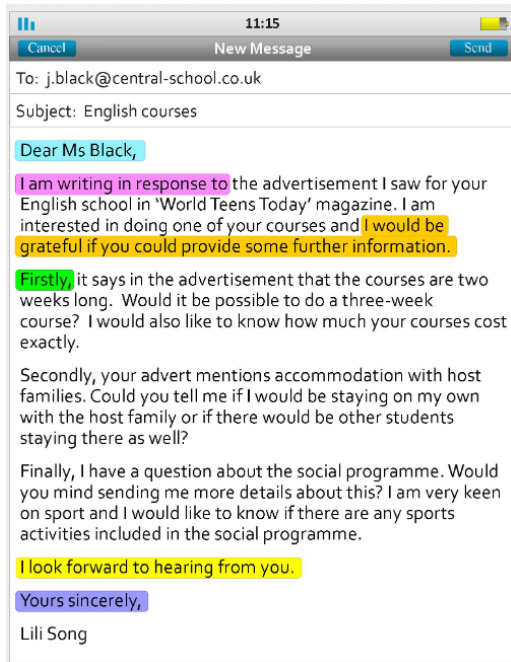 11:15
Cancel New Message Send
To: j.black@central-school.co.uk
Subject: English courses
Dear Ms Black,
I am writing in response to the advertisement I saw for your
English school in ‘World Teens Today’ magazine. I am
interested in doing one of your courses and I would be
grateful if you could provide some further information.
Firstly, it says in the advertisement that the courses are two
weeks long. Would it be possible to do a three-week
course? I would also like to know how much your courses cost
exactly.
Secondly, your advert mentions accommodation with host
families. Could you tell me if I would be staying on my own
with the host family or if there would be other students
staying there as well?
Finally, I have a question about the social programme. Would
you mind sending me more details about this? I am very keen
on sport and I would like to know if there are any sports
activities included in the social programme.
I look forward to hearing from you.
Yours sincerely,
Lili Song